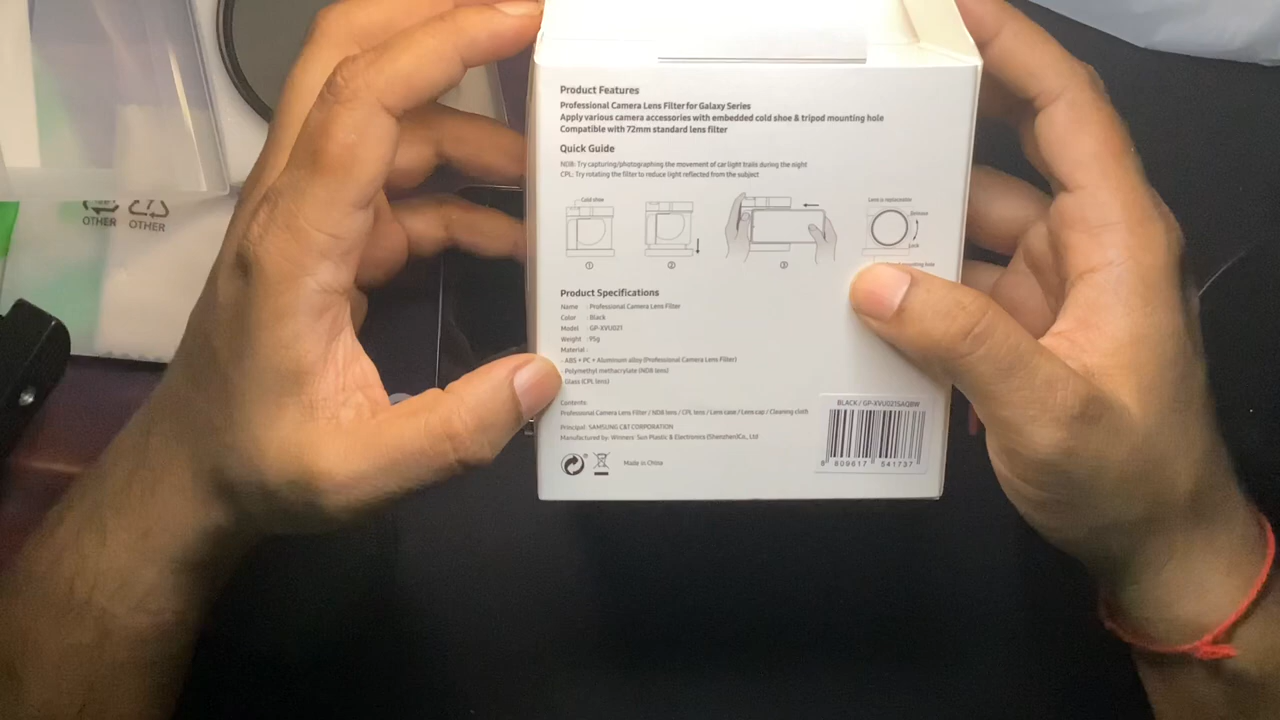 Product Features
Professional Camera Lens Filter for Galaxy Series
Apply various camera accessories with embedded cold shoe & tripod mounting hole
Compatible with 72mm standard lens filter
Quick Guide
ND8: Try capturing/photographing the movement of car light trails during the night
CPL: Try rotating the filter to reduce light reflected from the subject
Cold shoe
Lens is replaceable
Release
Lock
mounting hole
① ② ③
Product Specifications
Name : Professional Camera Lens Filter
Color : Black
Model : GP-XVU021
Weight : 95g
Material :
- ABS + PC + Aluminum alloy (Professional Camera Lens Filter)
- Polymethyl methacrylate (ND8 lens)
- Glass (CPL lens)
Contents
Professional Camera Lens Filter / ND8 lens / CPL lens / Lens case / Lens cap / Cleaning cloth
Principal: SAMSUNG C&T CORPORATION
Manufactured by: Winners' Sun Plastic & Electronics (Shenzhen)Co., Ltd
Made in China
BLACK / GP-XVU021SAQBW
8 809617 541737
OTHER
7
OTHER